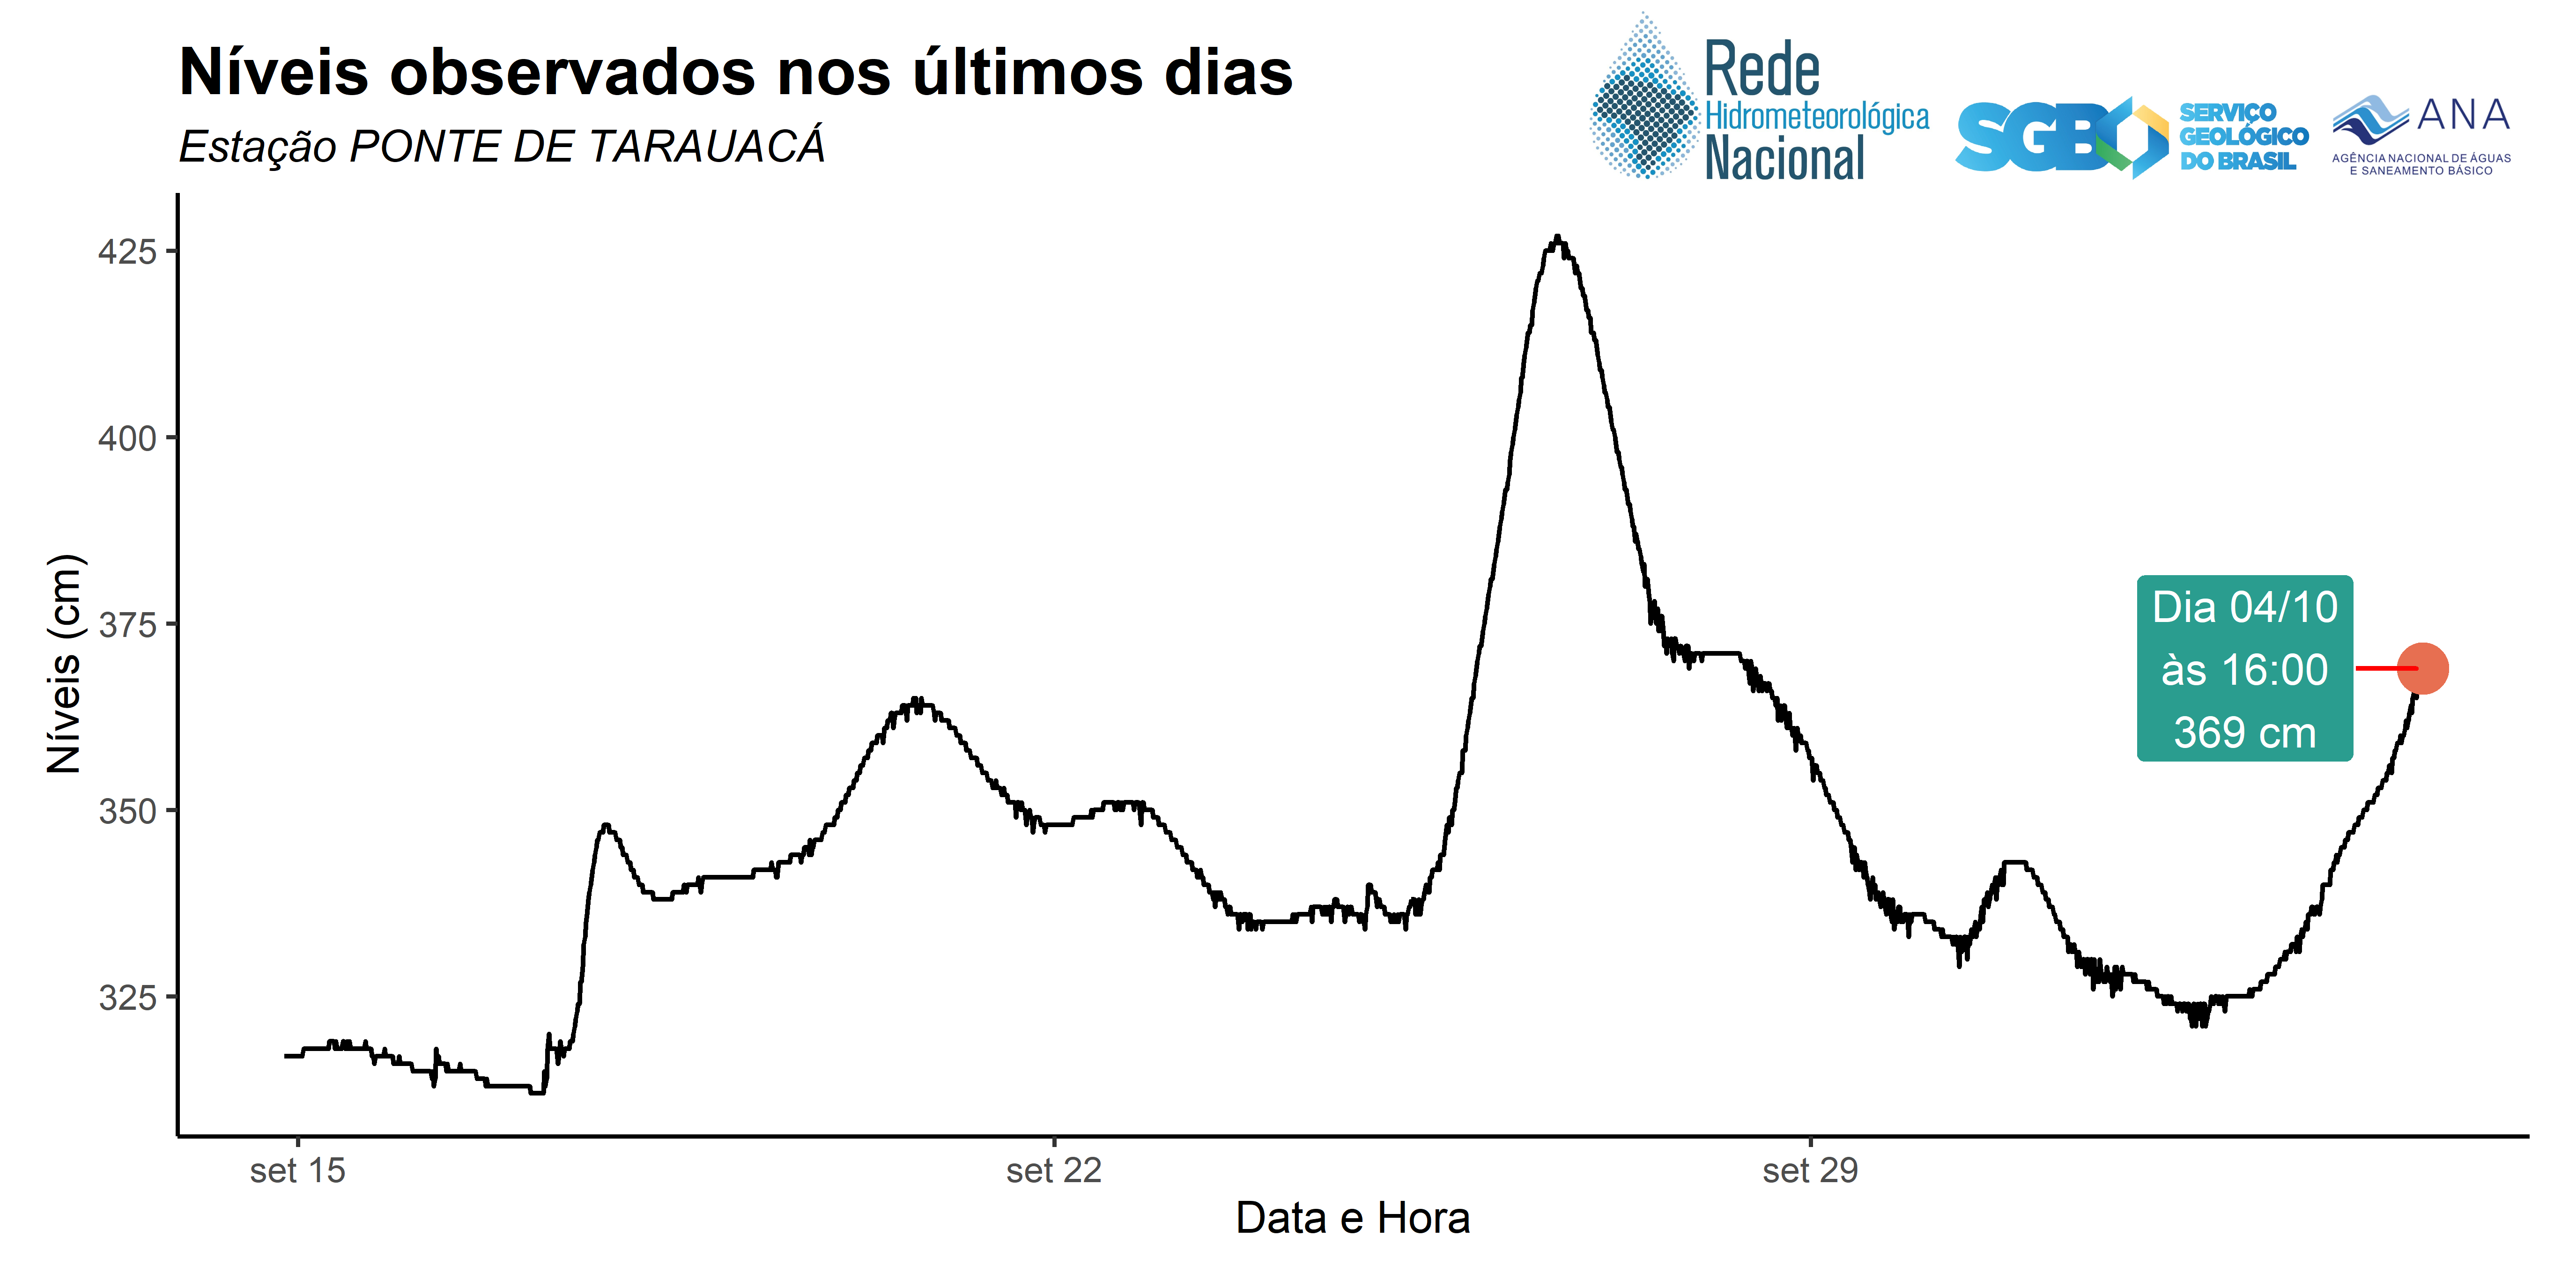 Níveis observados nos últimos dias
Estação PONTE DE TARAUACÁ
Rede
Hidrometeorológica
Nacional
SGB
SERVIÇO
GEOLÓGICO
DO BRASIL
ANA
AGÊNCIA NACIONAL DE ÁGUAS
E SANEAMENTO BÁSICO
Níveis (cm)
425
400
375
350
325
Dia 04/10
às 16:00
369 cm
set 15
set 22
set 29
Data e Hora